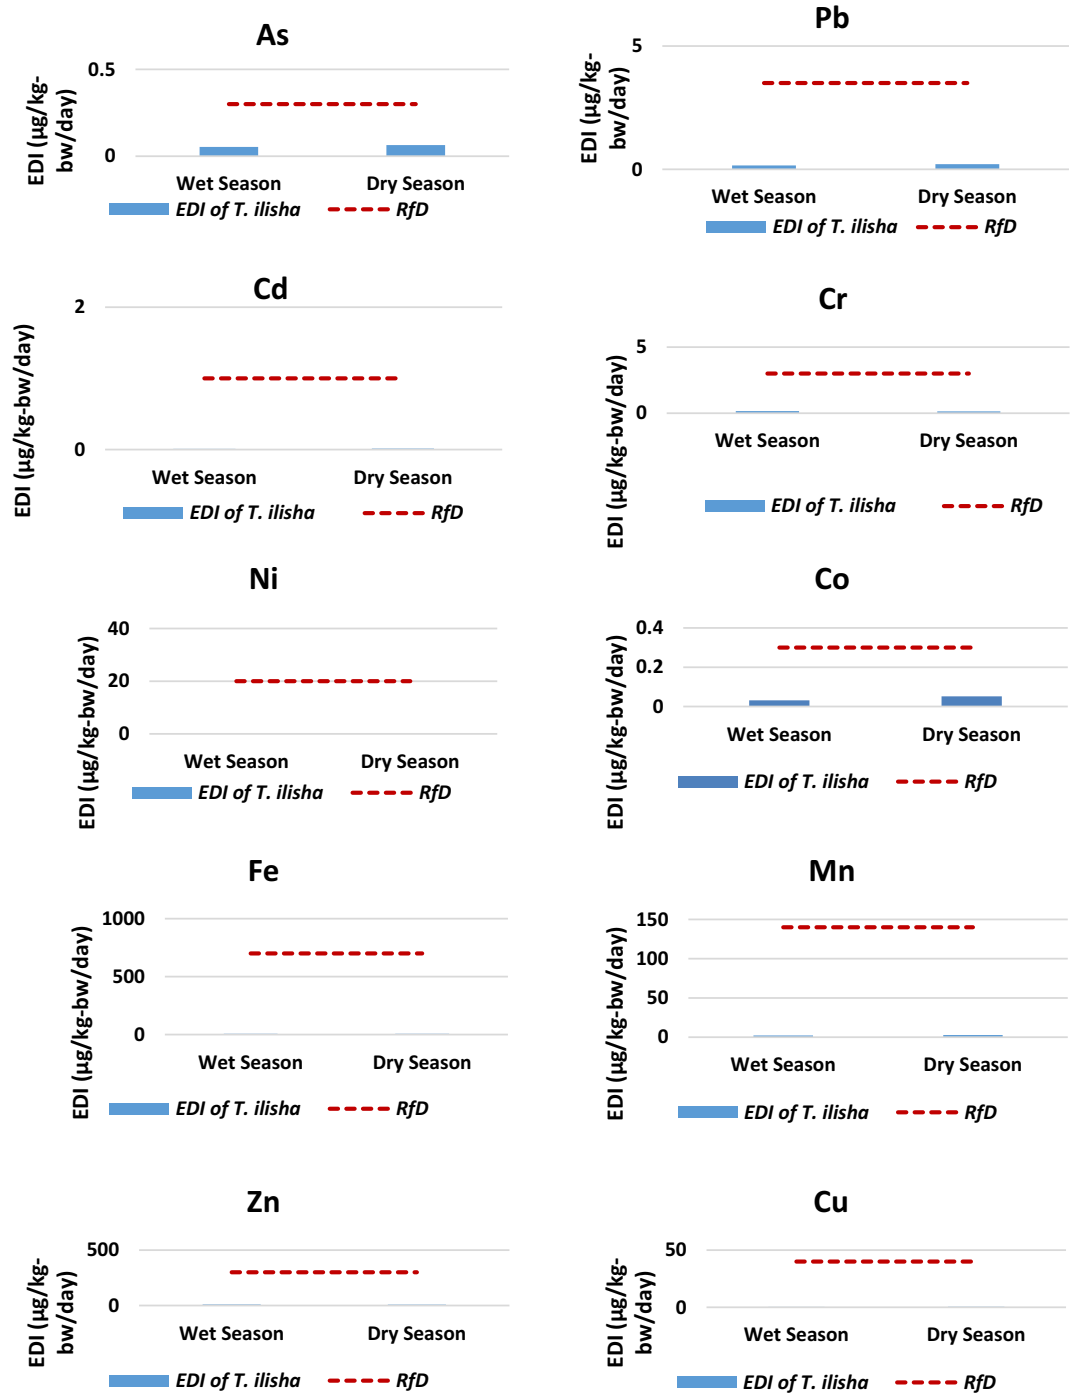 As
0.5
0
EDI (µg/kg-
bw/day)
Wet Season
Dry Season
EDI of T. ilisha
RfD
Pb
5
0
EDI (µg/kg-
bw/day)
Wet Season
Dry Season
EDI of T. ilisha
RfD
Cd
2
0
EDI (µg/kg-bw/day)
Wet Season
Dry Season
EDI of T. ilisha
RfD
Cr
5
0
EDI (µg/kg-bw/day)
Wet Season
Dry Season
EDI of T. ilisha
RfD
Ni
40
20
0
EDI (µg/kg-bw/day)
Wet Season
Dry Season
EDI of T. ilisha
RfD
Co
0.4
0.2
0
EDI (µg/kg-bw/day)
Wet Season
Dry Season
EDI of T. ilisha
RfD
Fe
1000
500
0
EDI (µg/kg-bw/day)
Wet Season
Dry Season
EDI of T. ilisha
RfD
Mn
150
100
50
0
EDI (µg/kg-bw/day)
Wet Season
Dry Season
EDI of T. ilisha
RfD
Zn
500
0
EDI (µg/kg-
bw/day)
Wet Season
Dry Season
EDI of T. ilisha
RfD
Cu
50
0
EDI (µg/kg-
bw/day)
Wet Season
Dry Season
EDI of T. ilisha
RfD